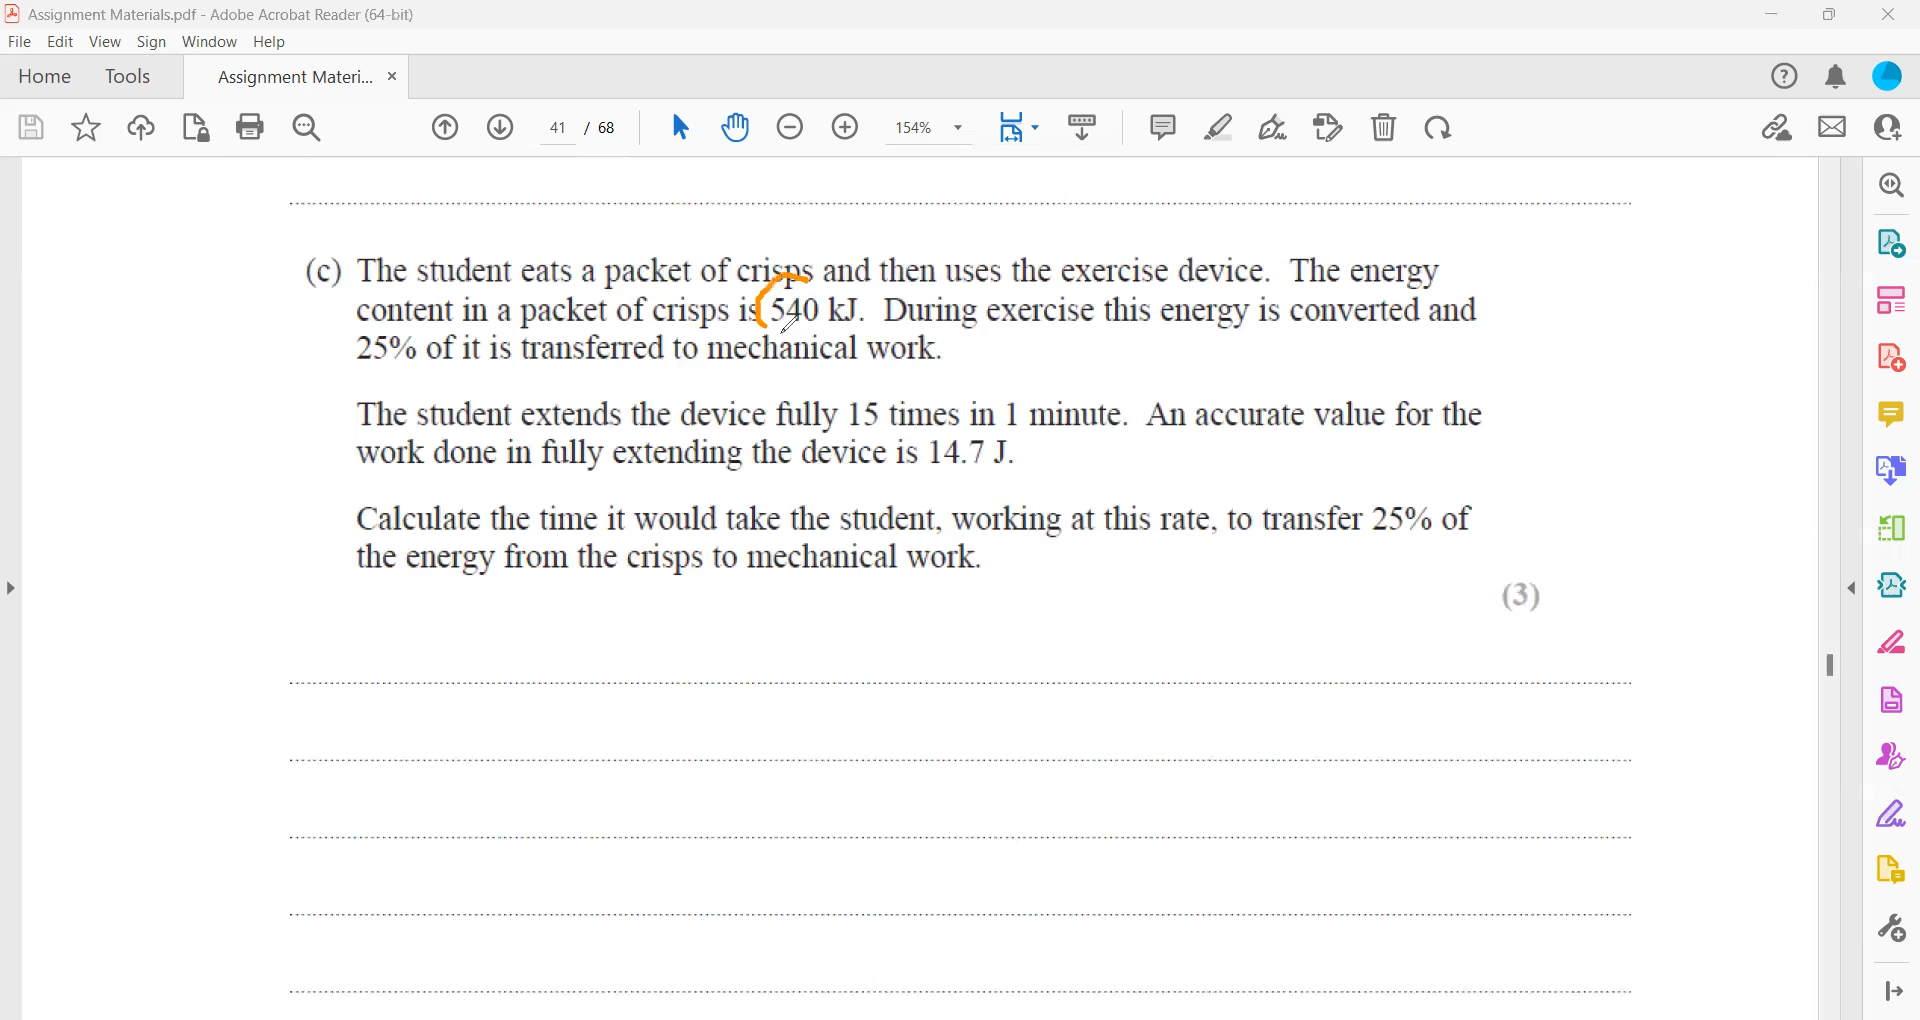 Assignment Materials.pdf - Adobe Acrobat Reader (64-bit)
File Edit View Sign Window Help
Home Tools Assignment Materi... ×
41 / 68 154%
(c) The student eats a packet of crisps and then uses the exercise device. The energy
content in a packet of crisps is 540 kJ. During exercise this energy is converted and
25% of it is transferred to mechanical work.
The student extends the device fully 15 times in 1 minute. An accurate value for the
work done in fully extending the device is 14.7 J.
Calculate the time it would take the student, working at this rate, to transfer 25% of
the energy from the crisps to mechanical work.
(3)